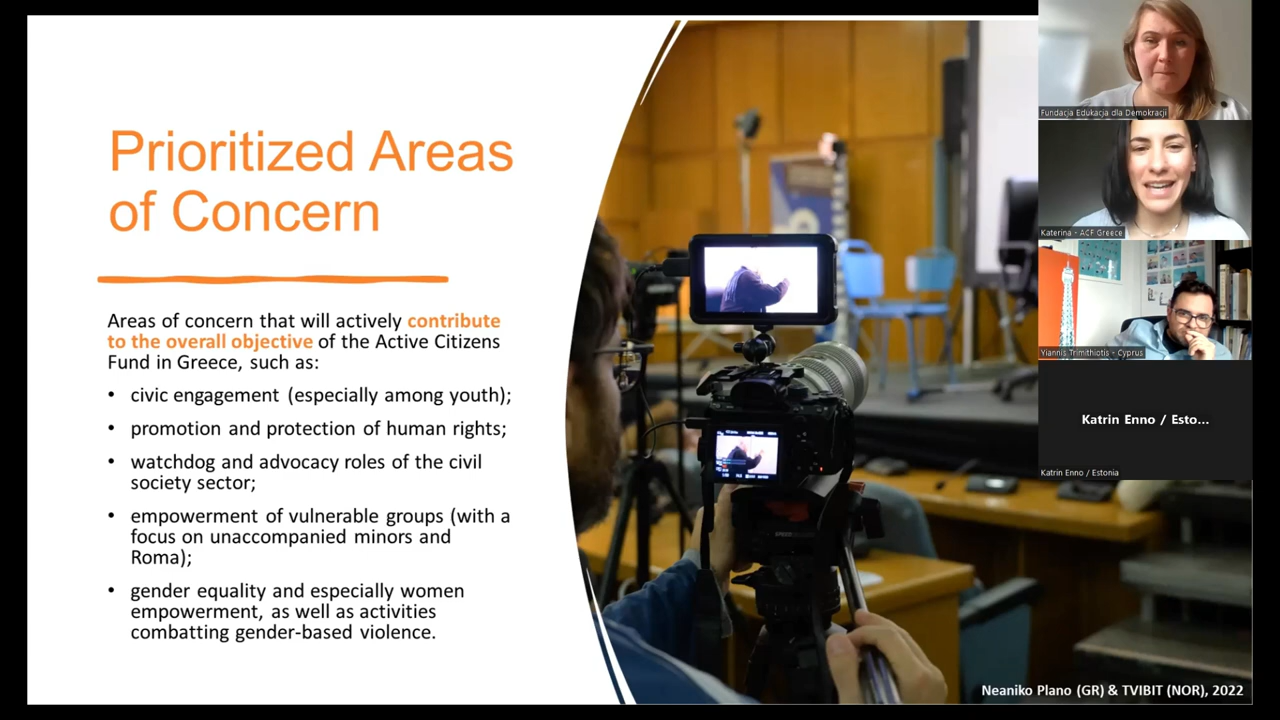 Prioritized Areas
of Concern
Areas of concern that will actively contribute
to the overall objective of the Active Citizens
Fund in Greece, such as:
• civic engagement (especially among youth);
• promotion and protection of human rights;
• watchdog and advocacy roles of the civil
society sector;
• empowerment of vulnerable groups (with a
focus on unaccompanied minors and
Roma);
• gender equality and especially women
empowerment, as well as activities
combatting gender-based violence.
Neaniko Plano (GR) & TVIBIT (NOR), 2022
Fundacja Edukacja dla Demokracji
Katerina - ACF Greece
Yiannis Trimithiotis - Cyprus
Katrin Enno / Esto...
Katrin Enno / Estonia